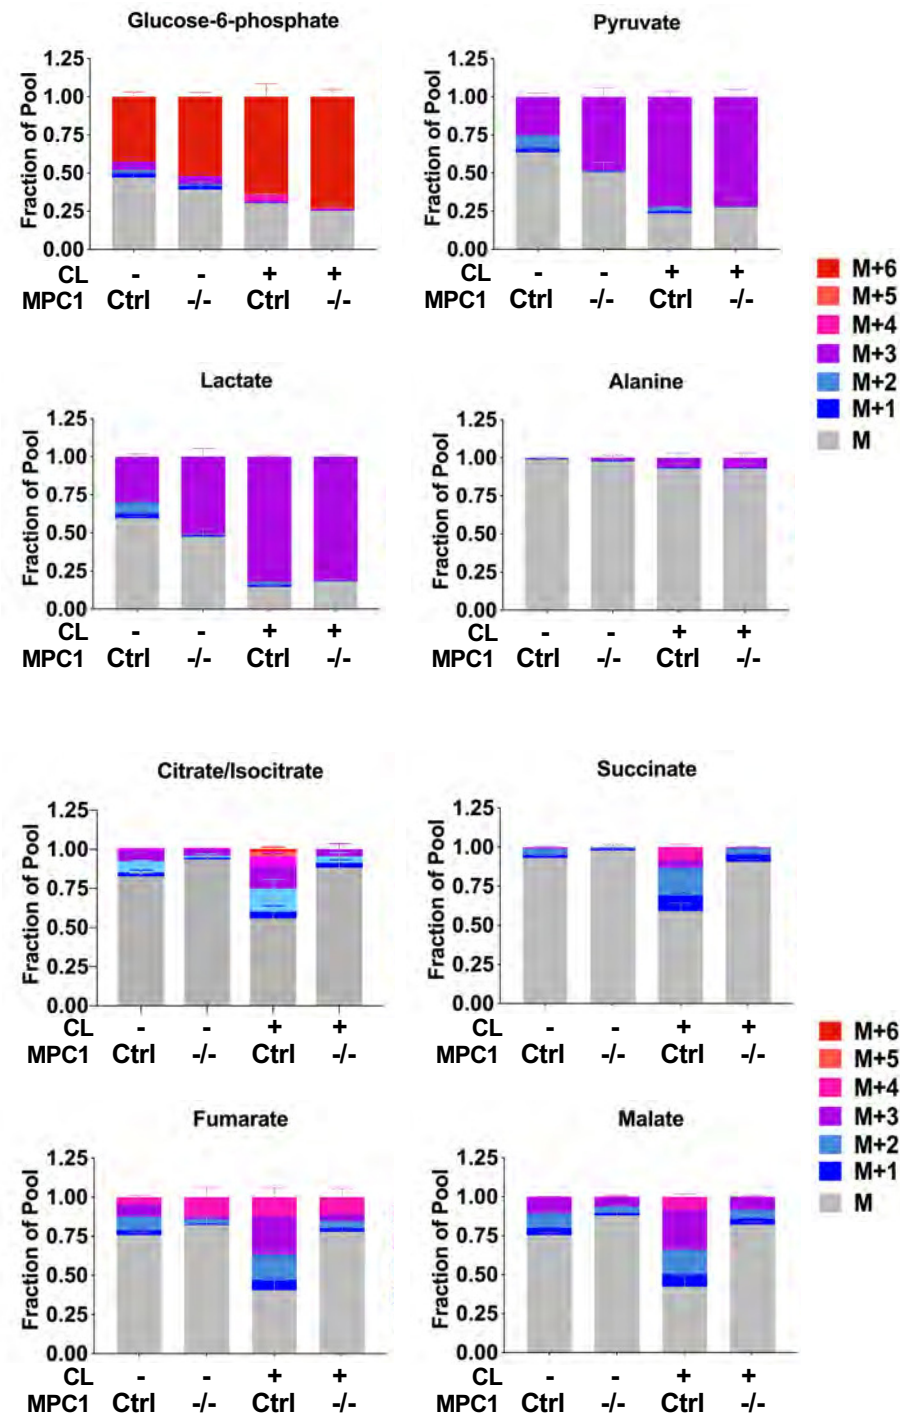 Glucose-6-phosphate
Fraction of Pool
1.25
1.00
0.75
0.50
0.25
0.00
CL - - + +
MPC1 Ctrl -/- Ctrl -/-
Pyruvate
Fraction of Pool
1.25
1.00
0.75
0.50
0.25
0.00
CL - - + +
MPC1 Ctrl -/- Ctrl -/-
M+6
M+5
M+4
M+3
M+2
M+1
M
Lactate
Fraction of Pool
1.25
1.00
0.75
0.50
0.25
0.00
CL - - + +
MPC1 Ctrl -/- Ctrl -/-
Alanine
Fraction of Pool
1.25
1.00
0.75
0.50
0.25
0.00
CL - - + +
MPC1 Ctrl -/- Ctrl -/-
Citrate/Isocitrate
Fraction of Pool
1.25
1.00
0.75
0.50
0.25
0.00
CL - - + +
MPC1 Ctrl -/- Ctrl -/-
Succinate
Fraction of Pool
1.25
1.00
0.75
0.50
0.25
0.00
CL - - + +
MPC1 Ctrl -/- Ctrl -/-
M+6
M+5
M+4
M+3
M+2
M+1
M
Fumarate
Fraction of Pool
1.25
1.00
0.75
0.50
0.25
0.00
CL - - + +
MPC1 Ctrl -/- Ctrl -/-
Malate
Fraction of Pool
1.25
1.00
0.75
0.50
0.25
0.00
CL - - + +
MPC1 Ctrl -/- Ctrl -/-